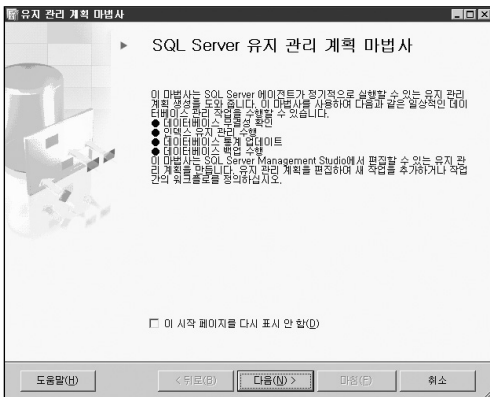 유지 관리 계획 마법사
SQL Server 유지 관리 계획 마법사
이 마법사는 SQL Server 에이전트가 정기적으로 실행할 수 있는 유지 관리
계획 생성을 도와 줍니다. 이 마법사를 사용하여 다음과 같은 일상적인 데이
터베이스 관리 작업을 수행할 수 있습니다.
● 데이터베이스 무결성 확인
● 인덱스 유지 관리 수행
● 데이터베이스 통계 업데이트
● 데이터베이스 백업 수행
이 마법사는 SQL Server Management Studio에서 편집할 수 있는 유지 관
리 계획을 만듭니다. 유지 관리 계획을 편집하여 새 작업을 추가하거나 작업
간의 워크플로를 정의하십시오.
이 시작 페이지를 다시 표시 안 함(D)
도움말(H)
< 뒤로(B)
다음(N) >
마침(F)
취소